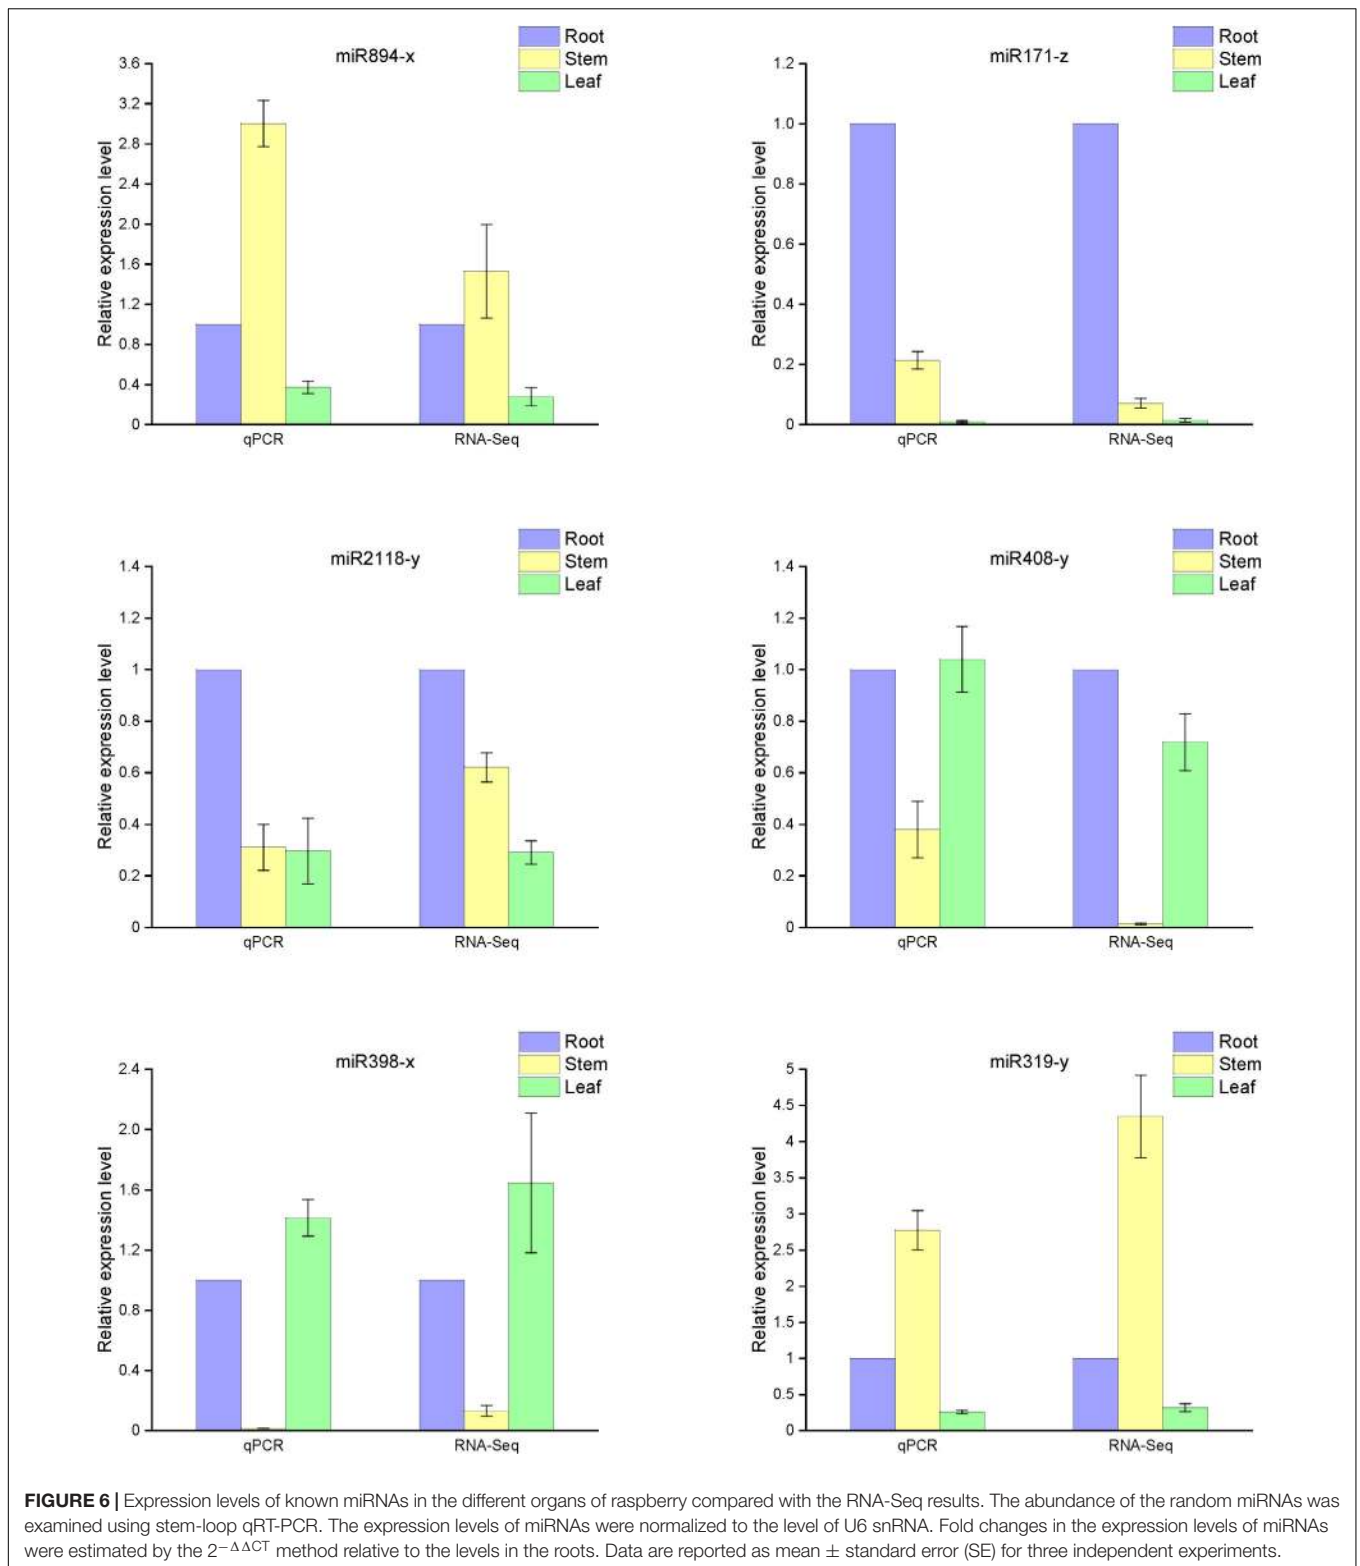 miR894-x
Root
Stem
Leaf
Relative expression level
3.6
3.2
2.8
2.4
2.0
1.6
1.2
0.8
0.4
0
qPCR
RNA-Seq
miR171-z
Root
Stem
Leaf
Relative expression level
1.2
1.0
0.8
0.6
0.4
0.2
0
qPCR
RNA-Seq
miR2118-y
Root
Stem
Leaf
Relative expression level
1.4
1.2
1
0.8
0.6
0.4
0.2
0
qPCR
RNA-Seq
miR408-y
Root
Stem
Leaf
Relative expression level
1.4
1.2
1.0
0.8
0.6
0.4
0.2
0
qPCR
RNA-Seq
miR398-x
Root
Stem
Leaf
Relative expression level
2.4
2.0
1.6
1.2
0.8
0.4
0
qPCR
RNA-Seq
miR319-y
Root
Stem
Leaf
Relative expression level
5
4.5
4
3.5
3
2.5
2
1.5
1
0.5
0
qPCR
RNA-Seq
FIGURE 6 | Expression levels of known miRNAs in the different organs of raspberry compared with the RNA-Seq results. The abundance of the random miRNAs was
examined using stem-loop qRT-PCR. The expression levels of miRNAs were normalized to the level of U6 snRNA. Fold changes in the expression levels of miRNAs
were estimated by the 2−ΔΔCT method relative to the levels in the roots. Data are reported as mean ± standard error (SE) for three independent experiments.